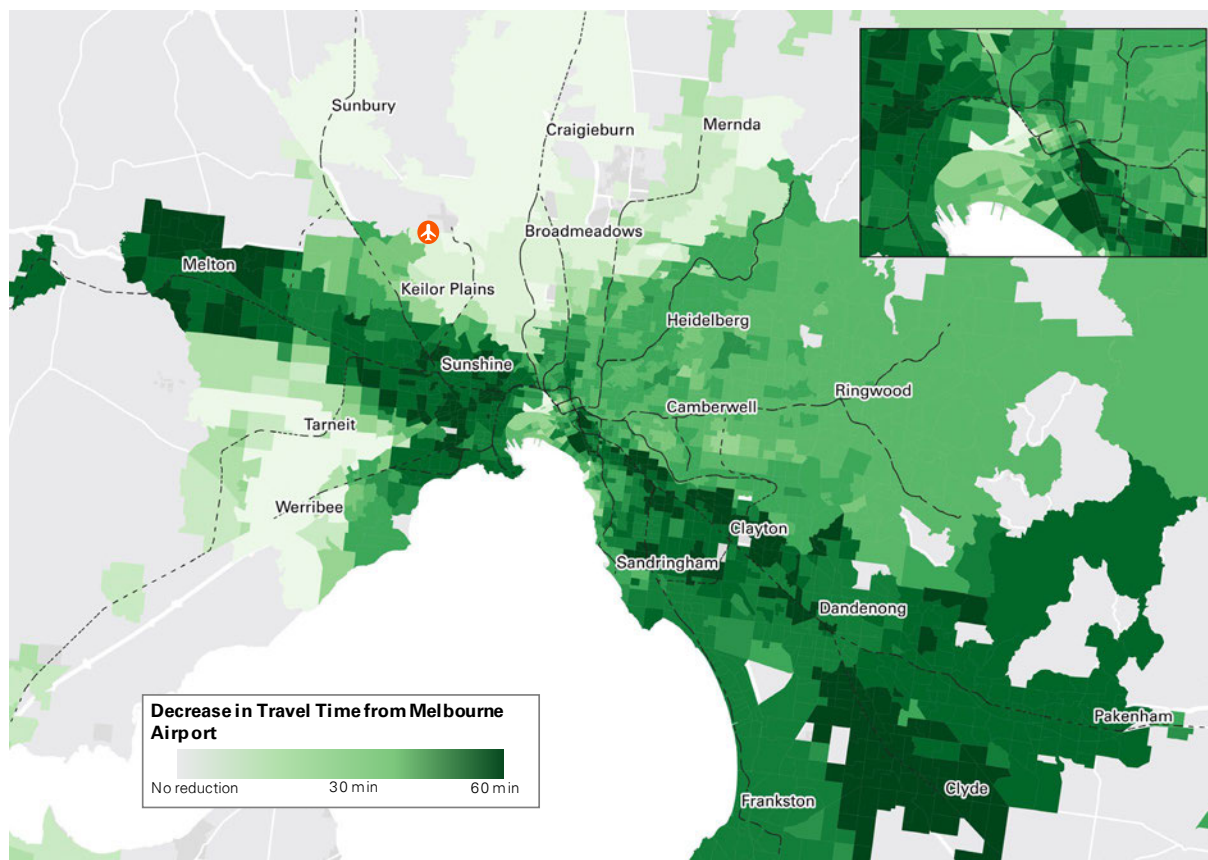 Sunbury
Craigieburn
Mernda
Broadmeadows
Melton
Keilor Plains
Heidelberg
Sunshine
Ringwood
Camberwell
Tarneit
Werribee
Clayton
Sandringham
Dandenong
Pakenham
Clyde
Frankston
Decrease in Travel Time from Melbourne
Airport
No reduction 30 min 60 min